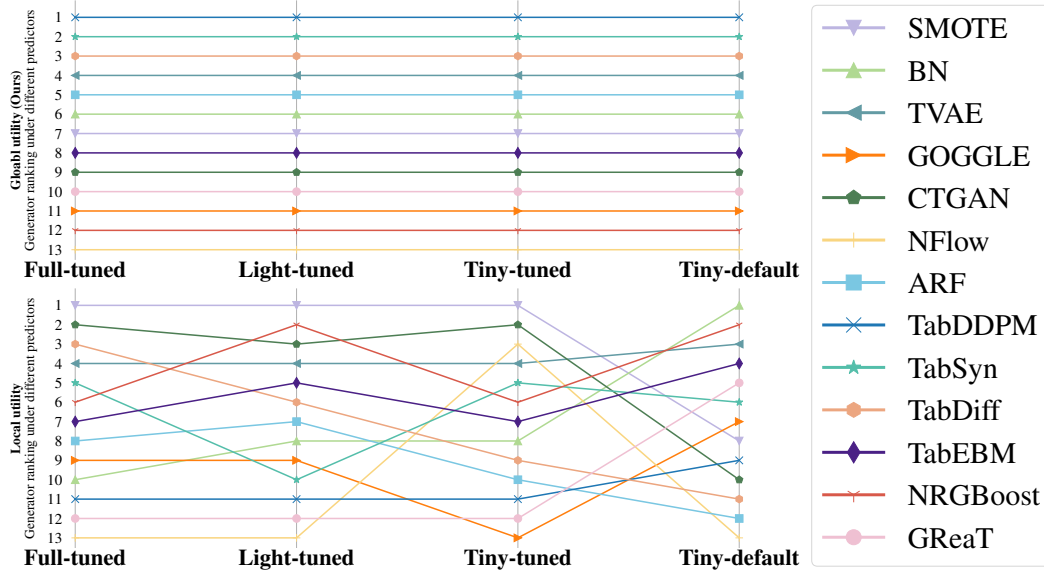 Gloabl utility (Ours)
Generator ranking under different predictors
1
2
3
4
5
6
7
8
9
10
11
12
13
Full-tuned Light-tuned Tiny-tuned Tiny-default
Local utility
Generator ranking under different predictors
1
2
3
4
5
6
7
8
9
10
11
12
13
Full-tuned Light-tuned Tiny-tuned Tiny-default
SMOTE
BN
TVAE
GOGGLE
CTGAN
NFlow
ARF
TabDDPM
TabSyn
TabDiff
TabEBM
NRGBoost
GReaT